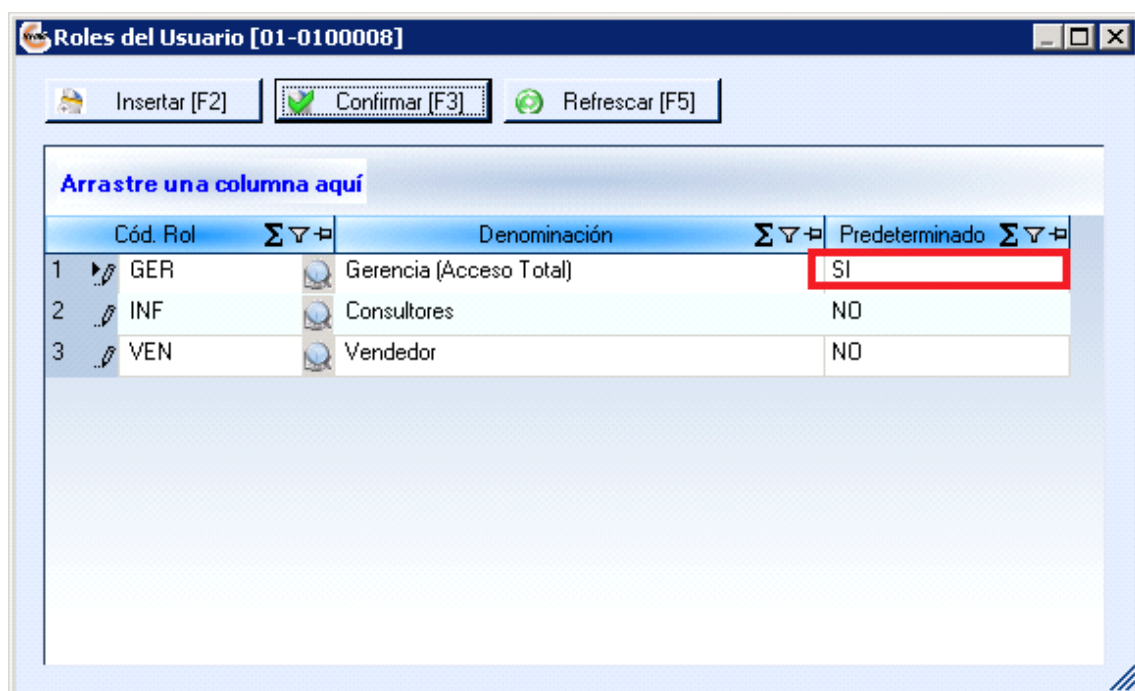 Roles del Usuario [01-0100008]
Insertar [F2] Confirmar [F3] Refrescar [F5]
Arrastre una columna aquí
Cód. Rol Denominación Predeterminado
1 GER Gerencia (Acceso Total) SI
2 INF Consultores NO
3 VEN Vendedor NO